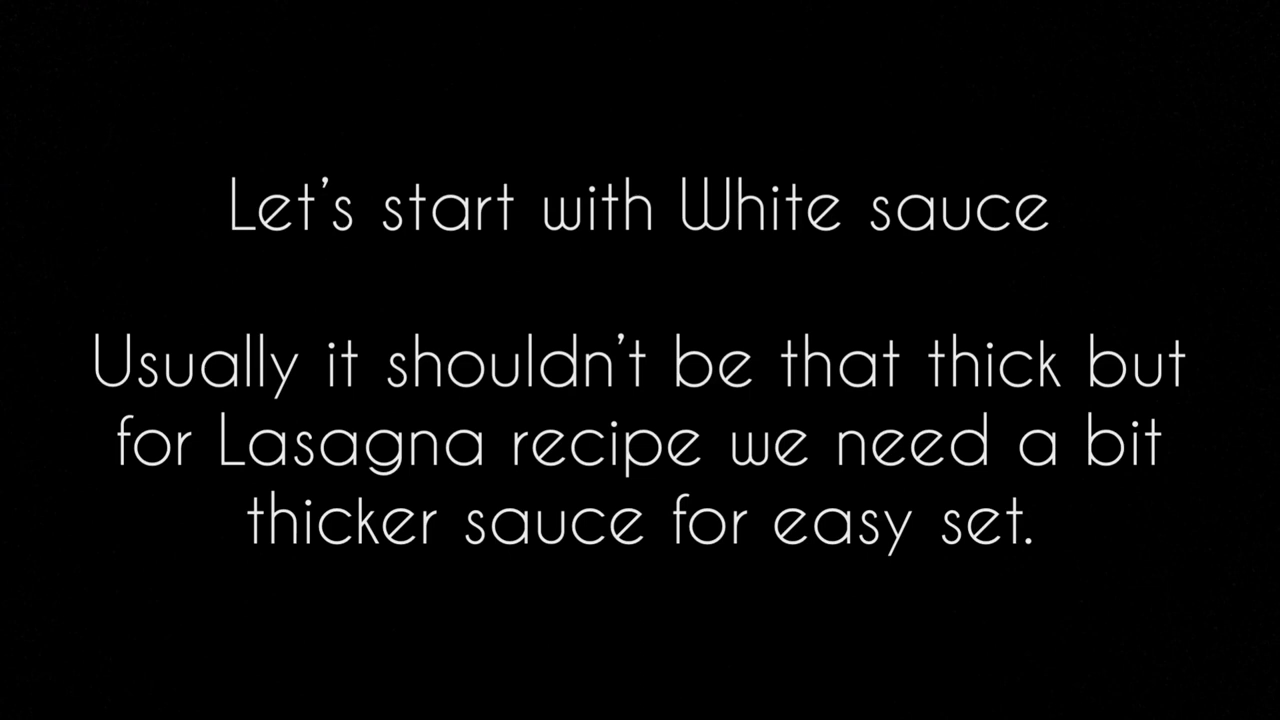 Let's start with White sauce
Usually it shouldn't be that thick but
for Lasagna recipe we need a bit
thicker sauce for easy set.